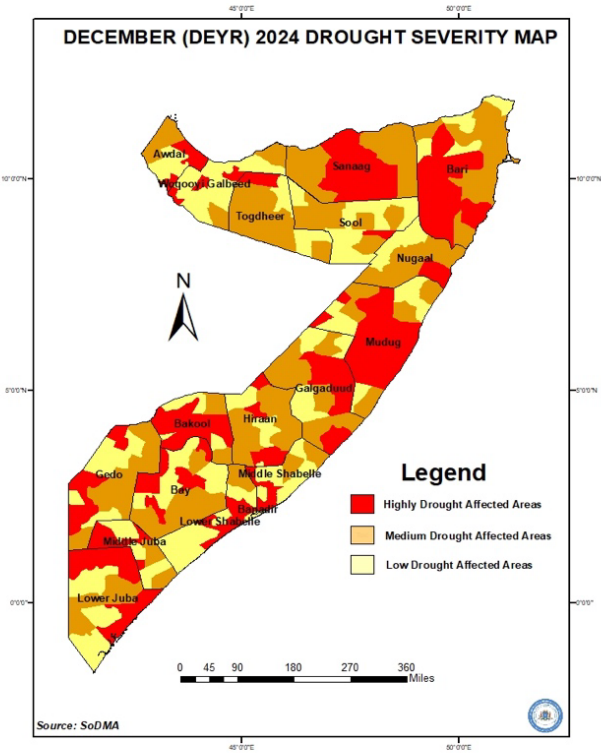 45°0'0"E 50°0'0"E
DECEMBER (DEYR) 2024 DROUGHT SEVERITY MAP
10°0'0"N 10°0'0"N
Awdal
Sanaag
Bari
Woqooyi Galbeed
Togdheer
Sool
Nugaal
N
Mudug
5°0'0"N 5°0'0"N
Galgaduud
Hiraan
Bakool
Gedo
Middle Shabelle
Bay
Banadir
Lower Shabelle
Middle Juba
Lower Juba
Legend
Highly Drought Affected Areas
Medium Drought Affected Areas
Low Drought Affected Areas
0°0'0" 0°0'0"
0 45 90 180 270 360
Miles
Source: SoDMA
45°0'0"E 50°0'0"E